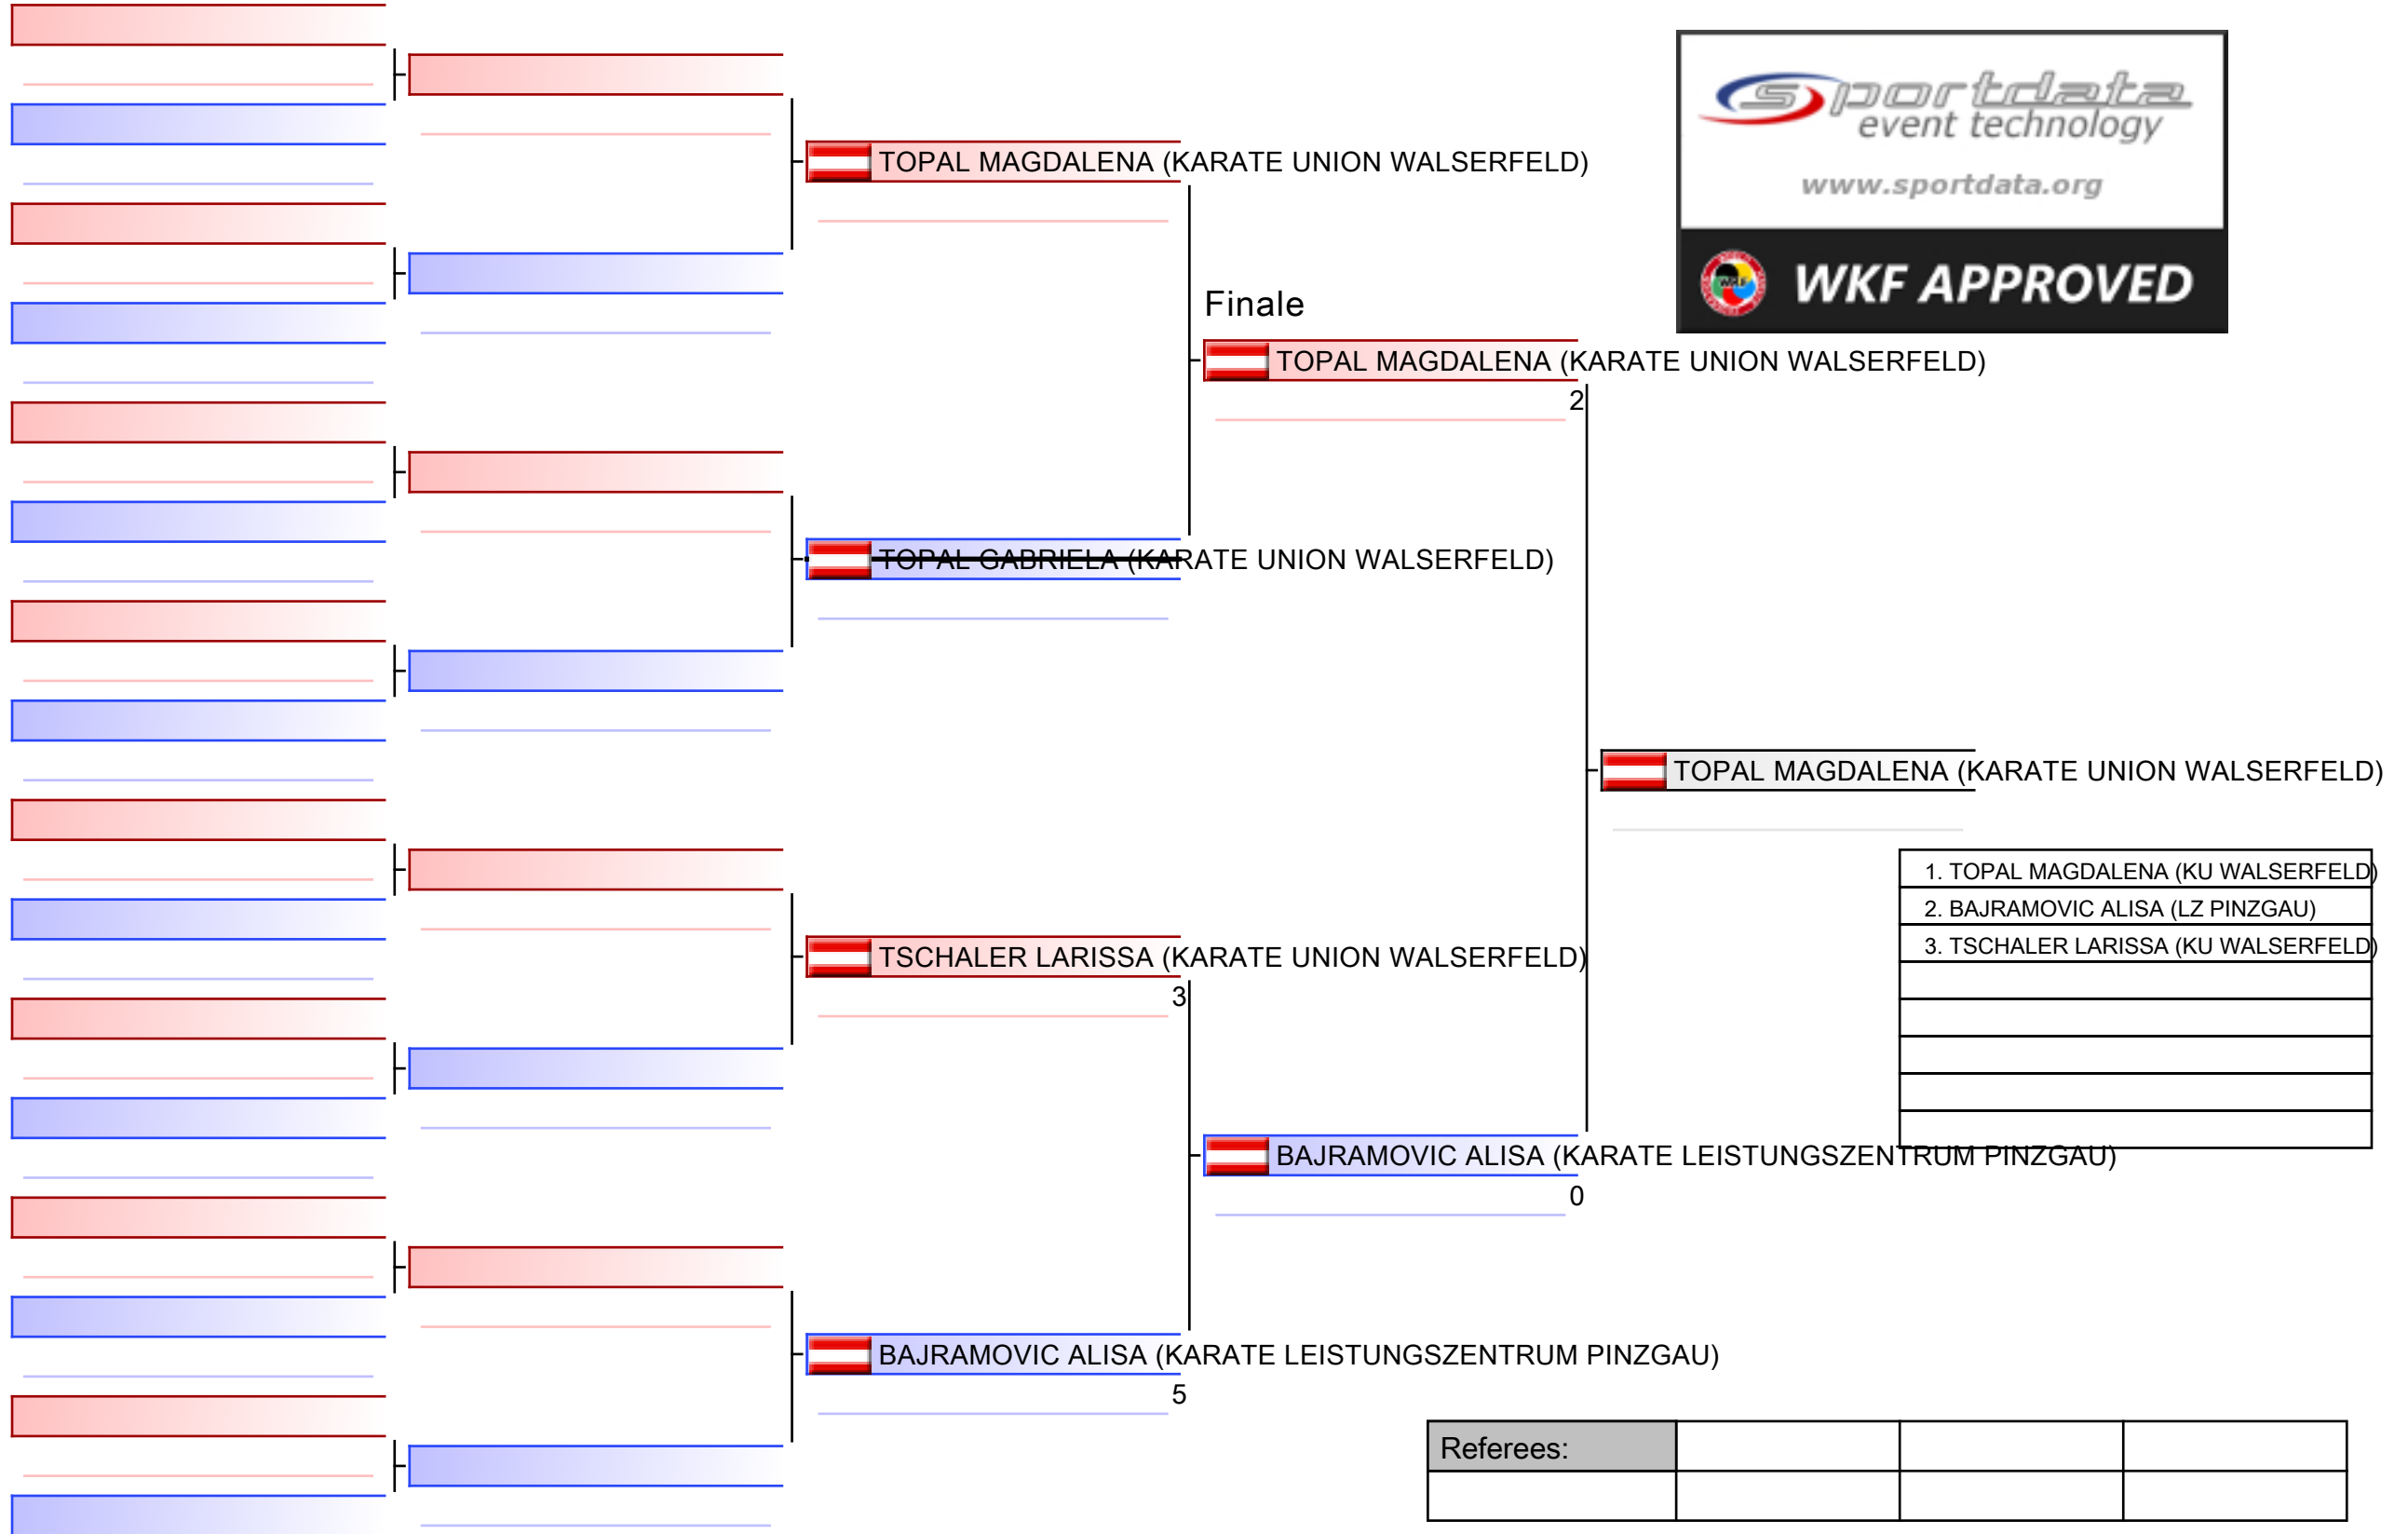 sportdata
event technology
www.sportdata.org
WKF APPROVED
TOPAL MAGDALENA (KARATE UNION WALSERFELD)
Finale
TOPAL MAGDALENA (KARATE UNION WALSERFELD)
2
TOPAL GABRIELA (KARATE UNION WALSERFELD)
TOPAL MAGDALENA (KARATE UNION WALSERFELD)
1. TOPAL MAGDALENA (KU WALSERFELD)
2. BAJRAMOVIC ALISA (LZ PINZGAU)
3. TSCHALER LARISSA (KU WALSERFELD)
TSCHALER LARISSA (KARATE UNION WALSERFELD)
3
BAJRAMOVIC ALISA (KARATE LEISTUNGSZENTRUM PINZGAU)
0
BAJRAMOVIC ALISA (KARATE LEISTUNGSZENTRUM PINZGAU)
5
Referees: